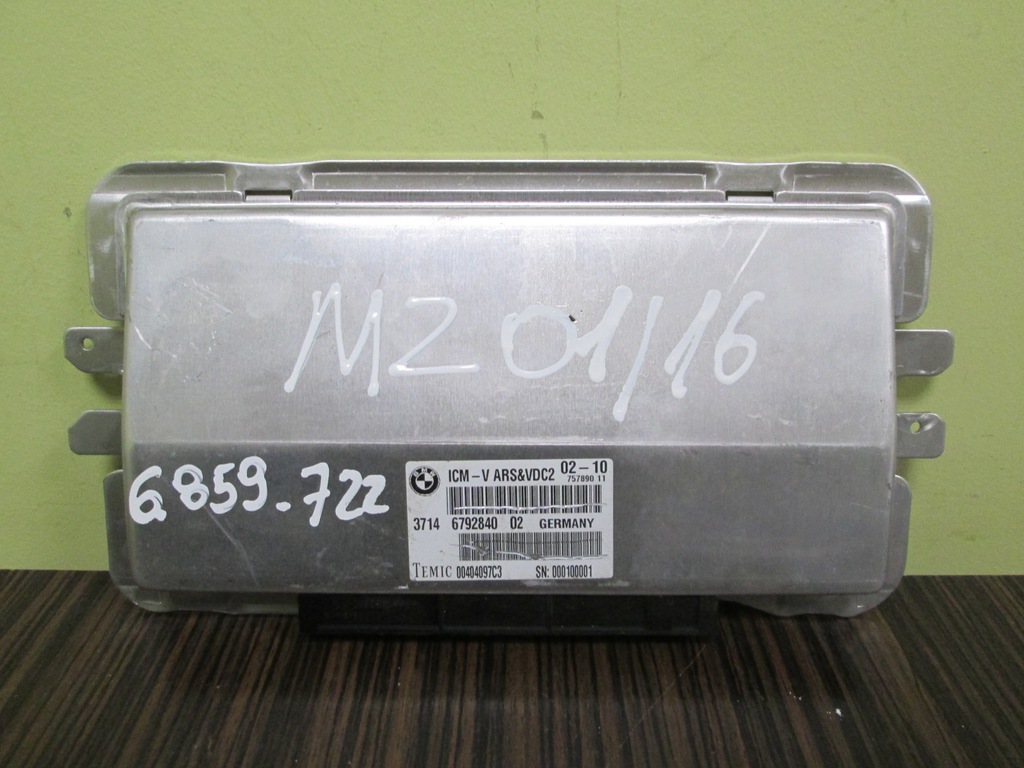 MZ 01/16
6859.722
BMW
ICM-V ARS&VDC2 02-10
757890 11
3714 6792840 02 GERMANY
TEMIC 00404097C3 SN: 000100001